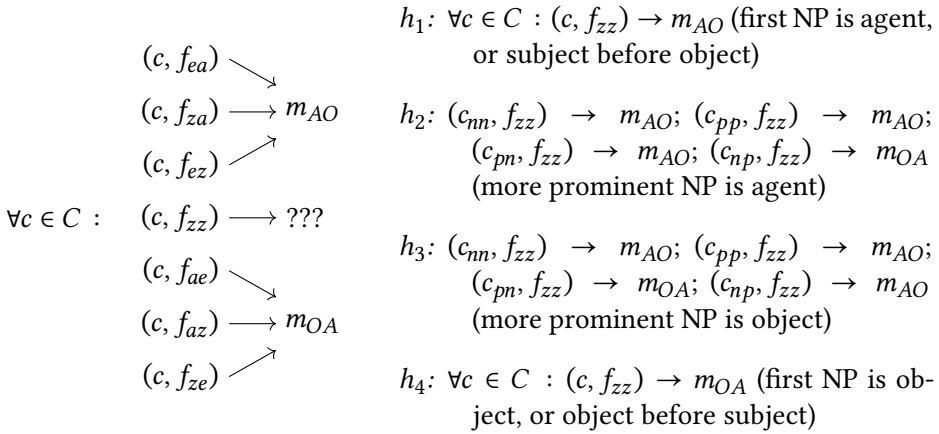 (c, f_ea)
(c, f_za) → m_AO
(c, f_ez)
∀c ∈ C : (c, f_zz) → ???
(c, f_ae)
(c, f_az) → m_OA
(c, f_ze)
h_1: ∀c ∈ C : (c, f_zz) → m_AO (first NP is agent,
or subject before object)
h_2: (c_nn, f_zz) → m_AO; (c_pp, f_zz) → m_AO;
(c_pn, f_zz) → m_AO; (c_np, f_zz) → m_OA
(more prominent NP is agent)
h_3: (c_nn, f_zz) → m_AO; (c_pp, f_zz) → m_AO;
(c_pn, f_zz) → m_OA; (c_np, f_zz) → m_AO
(more prominent NP is object)
h_4: ∀c ∈ C : (c, f_zz) → m_OA (first NP is ob-
ject, or object before subject)